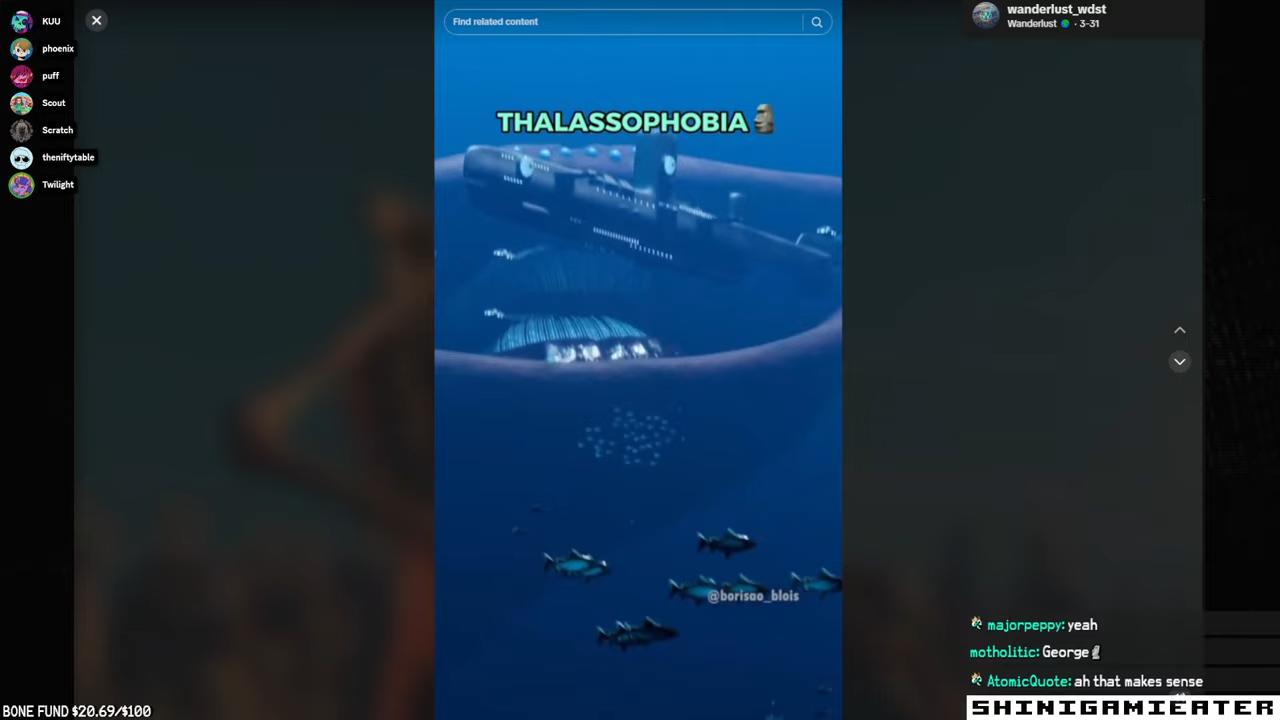 KUU
phoenix
puff
Scout
Scratch
theniftytable
Twilight
Find related content
wanderlust_wdst
Wanderlust · 3-31
THALASSOPHOBIA
@borisao_blois
majorpeppy: yeah
motholitic: George
AtomicQuote: ah that makes sense
BONE FUND $20.69/$100
SHINIGAMIEATER